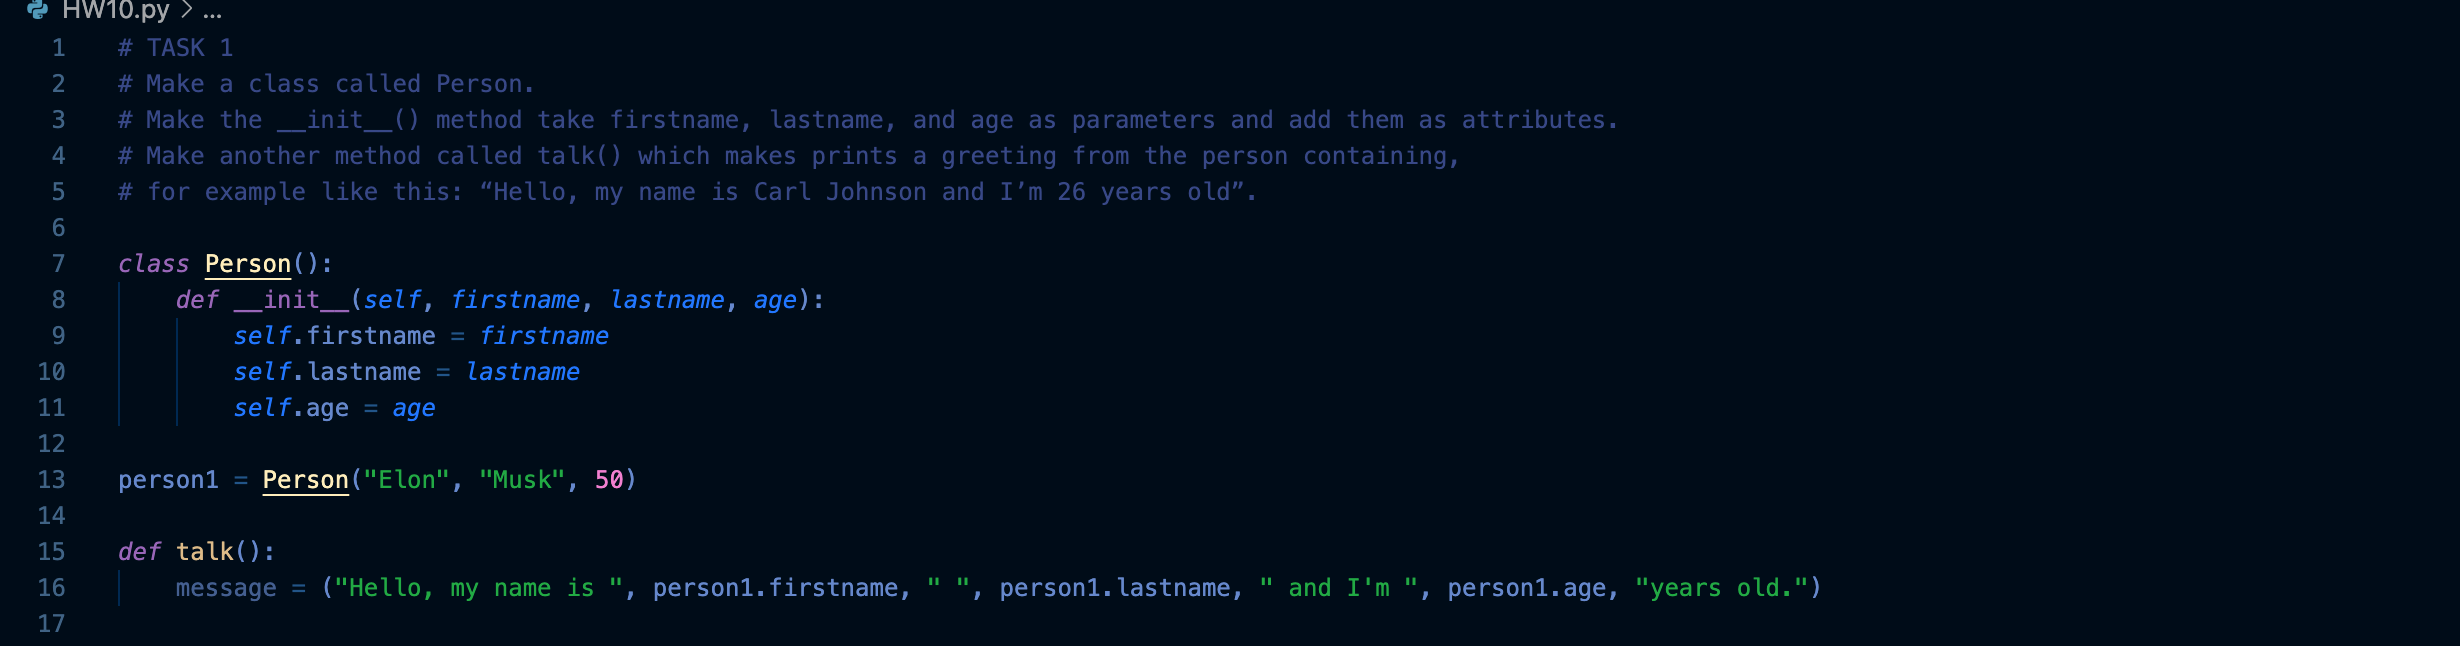 HW10.py > ...
1 # TASK 1
2 # Make a class called Person.
3 # Make the __init__() method take firstname, lastname, and age as parameters and add them as attributes.
4 # Make another method called talk() which makes prints a greeting from the person containing,
5 # for example like this: “Hello, my name is Carl Johnson and I’m 26 years old”.
6
7 class Person():
8     def __init__(self, firstname, lastname, age):
9         self.firstname = firstname
10         self.lastname = lastname
11         self.age = age
12
13 person1 = Person("Elon", "Musk", 50)
14
15 def talk():
16     message = ("Hello, my name is ", person1.firstname, " ", person1.lastname, " and I'm ", person1.age, "years old.")
17